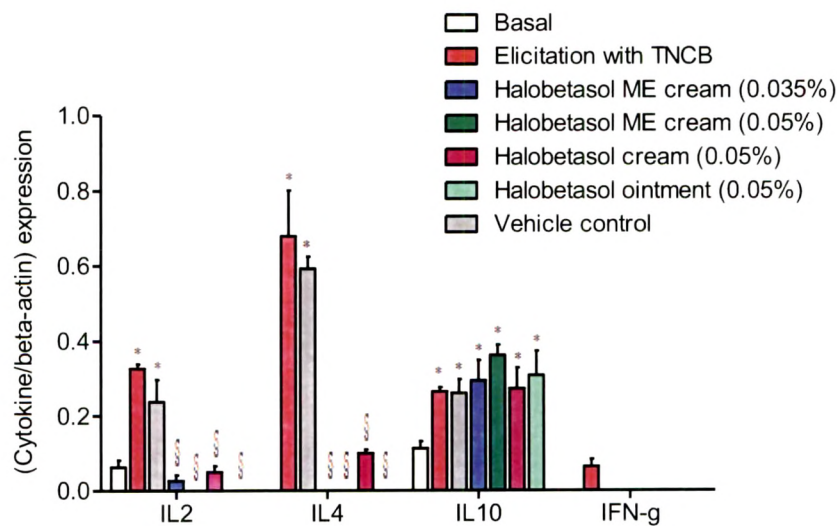 Basal
Elicitation with TNCB
Halobetasol ME cream (0.035%)
Halobetasol ME cream (0.05%)
Halobetasol cream (0.05%)
Halobetasol ointment (0.05%)
Vehicle control
(Cytokine/beta-actin) expression
1.0
0.8
0.6
0.4
0.2
0.0
* * § § § §
* * § § § §
* * * * * *
IL2 IL4 IL10 IFN-g